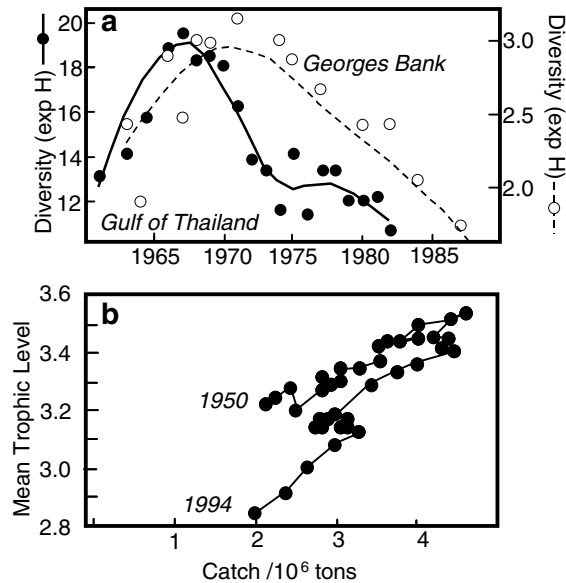 a
20
18
16
14
12
Diversity (exp H)
Georges Bank
Gulf of Thailand
3.0
2.5
2.0
Diversity
(exp H)
1965 1970 1975 1980 1985
b
3.6
3.4
3.2
3.0
2.8
Mean Trophic Level
1950
1994
1 2 3 4
Catch /10⁶ tons